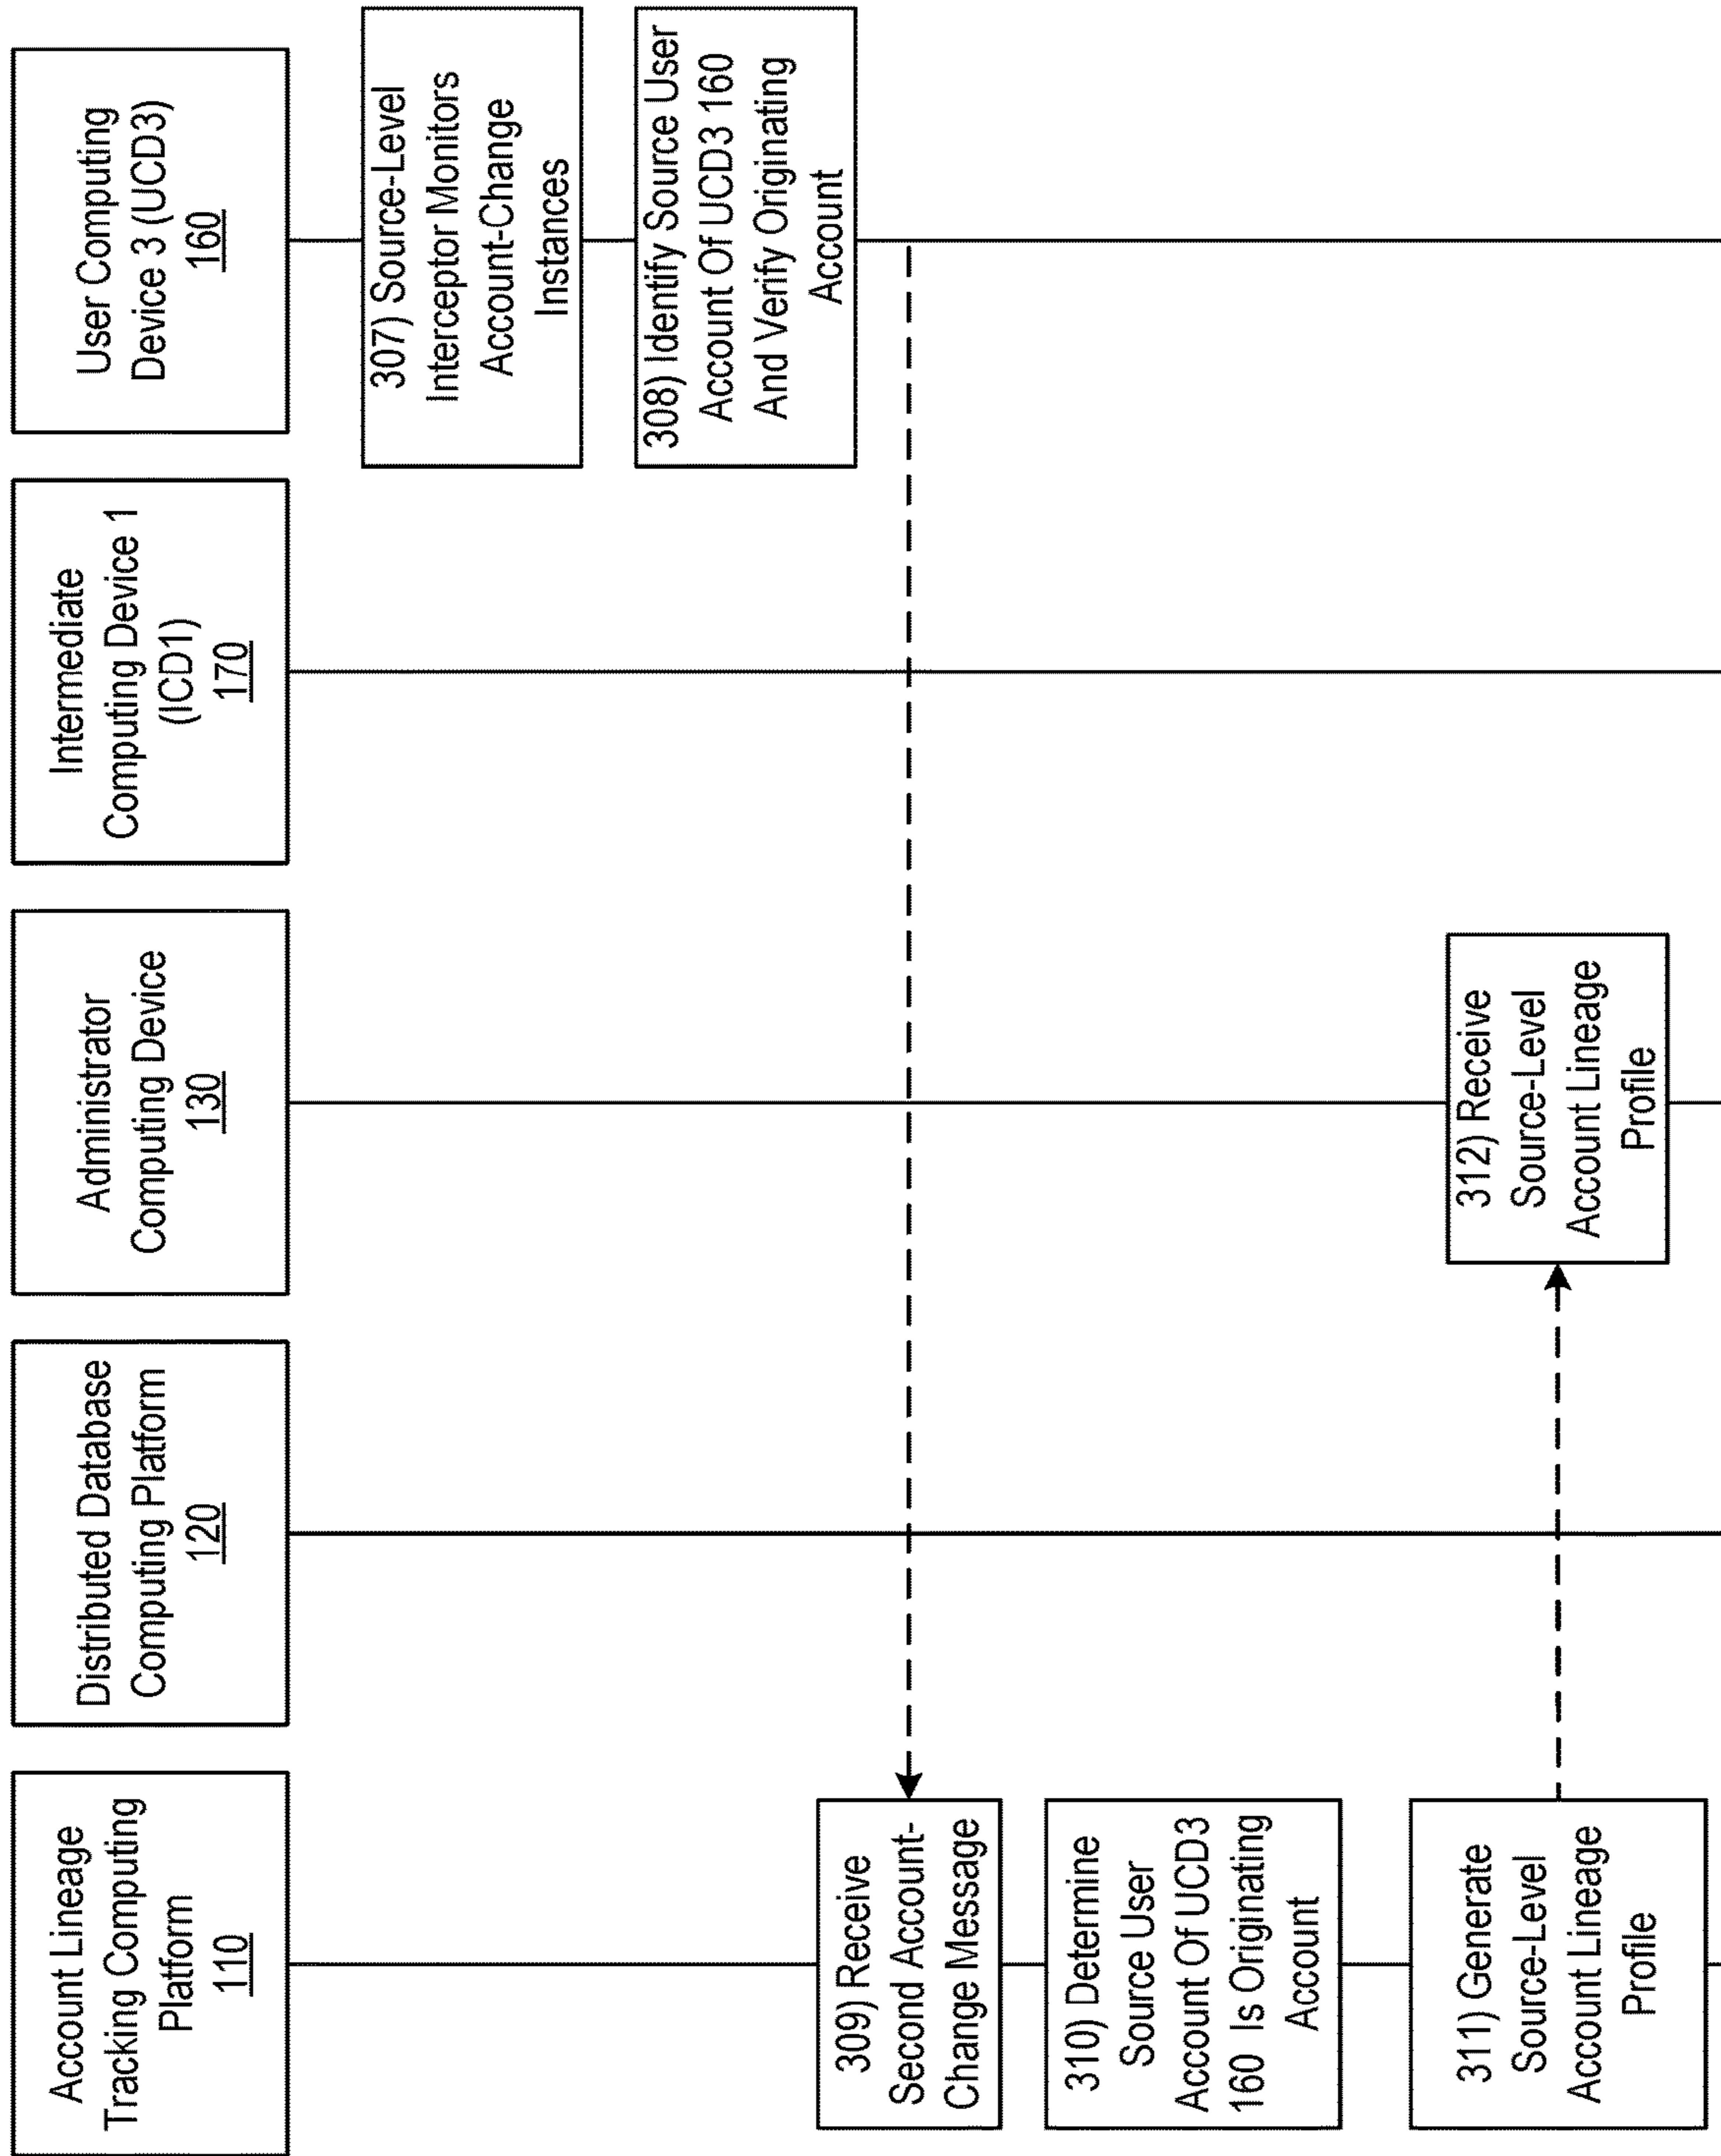 Account Lineage
Tracking Computing
Platform
110
Distributed Database
Computing Platform
120
Administrator
Computing Device
130
Intermediate
Computing Device 1
(ICD1)
170
User Computing
Device 3 (UCD3)
160
307) Source-Level
Interceptor Monitors
Account-Change
Instances
308) Identify Source User
Account Of UCD3 160
And Verify Originating
Account
309) Receive
Second Account-
Change Message
310) Determine
Source User
Account Of UCD3
160 Is Originating
Account
311) Generate
Source-Level
Account Lineage
Profile
312) Receive
Source-Level
Account Lineage
Profile